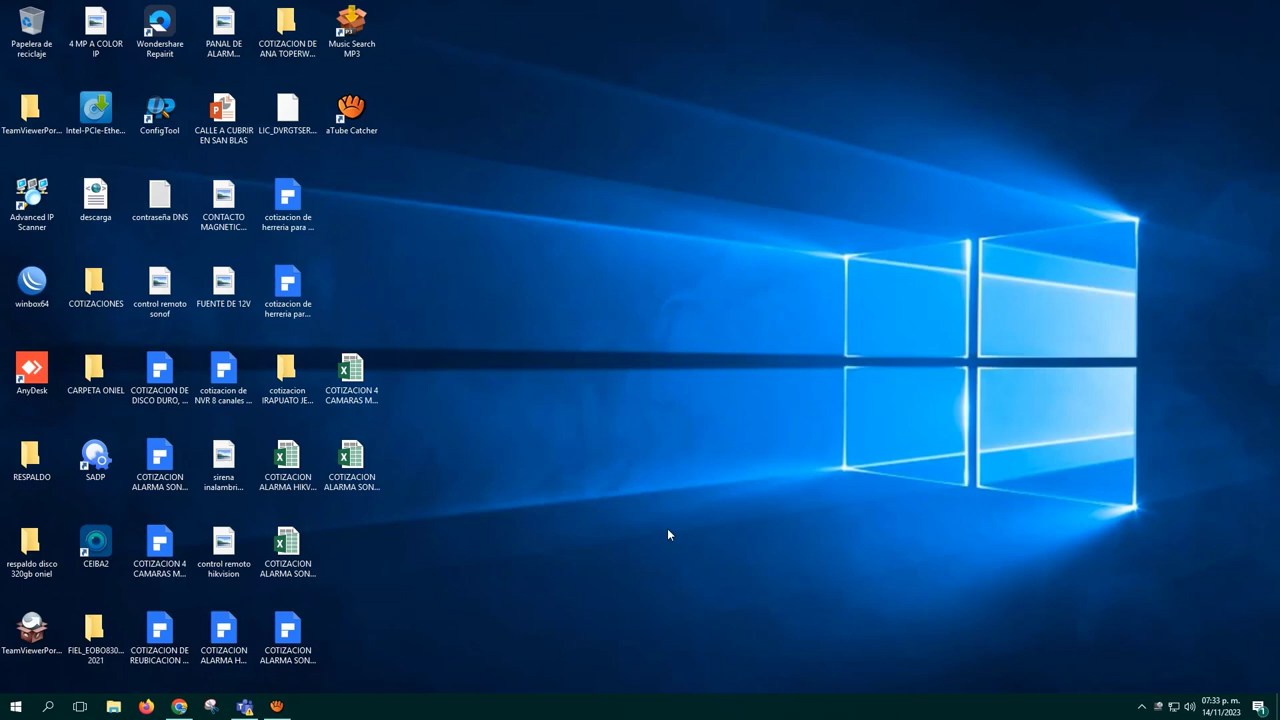 Papelera de
reciclaje
4 MP A COLOR
IP
Wondershare
Repairit
PANAL DE
ALARM...
COTIZACION DE
ANA TOPERW...
Music Search
MP3
TeamViewerPor...
Intel-PCIe-Ethe...
ConfigTool
CALLE A CUBRIR
EN SAN BLAS
LIC_DVRGTSER...
aTube Catcher
Advanced IP
Scanner
descarga
contraseña DNS
CONTACTO
MAGNETIC...
cotizacion de
herreria para ...
winbox64
COTIZACIONES
control remoto
sonof
FUENTE DE 12V
cotizacion de
herreria par...
AnyDesk
CARPETA ONIEL
COTIZACION DE
DISCO DURO, ...
cotizacion de
NVR 8 canales ...
cotizacion
IRAPUATO JE...
COTIZACION 4
CAMARAS M...
RESPALDO
SADP
COTIZACION
ALARMA SON...
sirena
inalambri...
COTIZACION
ALARMA HIKV...
COTIZACION
ALARMA SON...
respaldo disco
320gb oniel
CEIBA2
COTIZACION 4
CAMARAS M...
control remoto
hikvision
COTIZACION
ALARMA SON...
TeamViewerPor...
FIEL_EOBO830...
2021
COTIZACION DE
REUBICACION ...
COTIZACION
ALARMA H...
COTIZACION
ALARMA SON...
07:33 p. m.
14/11/2023